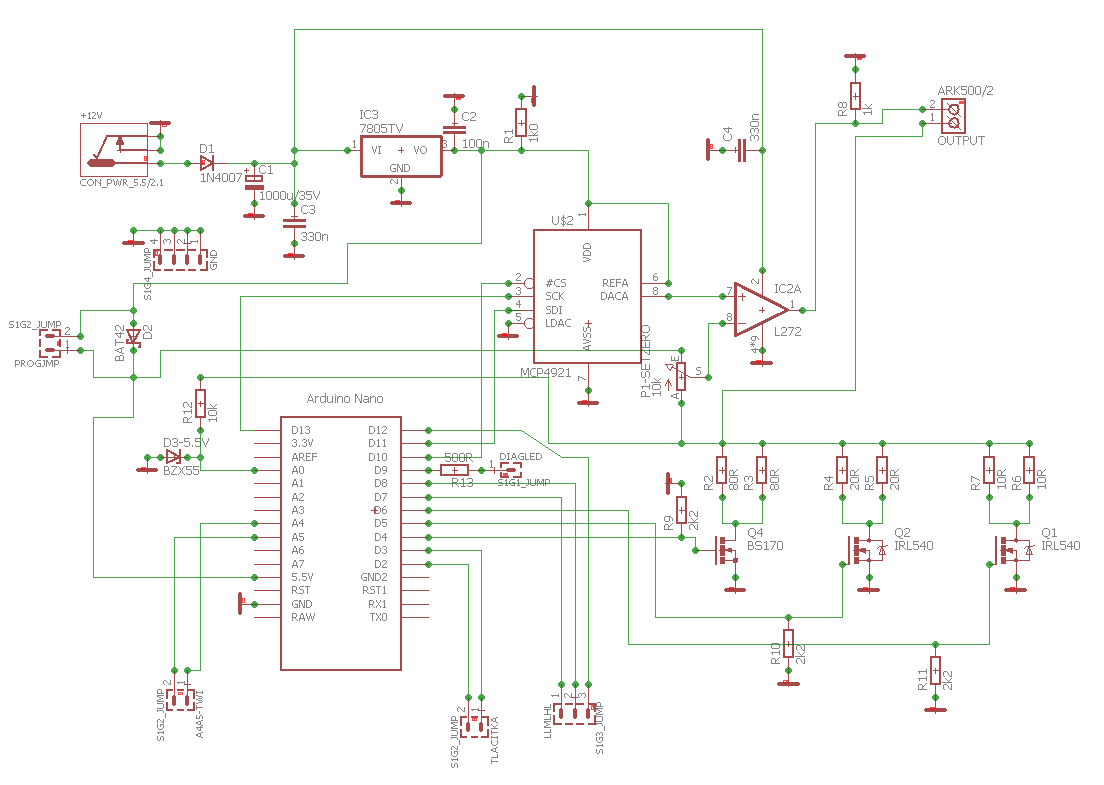 +12V
CON_PWR_5.5/2.1
D1
1N4007
C1
1000u/35V
C3
330n
IC3
7805TV
VI
VO
GND
1
3
2
C2
100n
R1
1k0
C4
330n
R8
1k
ARK500/2
2
1
OUTPUT
S1G4_JUMP
4
3
2
1
GND
U$2
VDD
1
#CS
SCK
SDI
LDAC
2
3
4
5
REFA
DACA
6
8
AVSS
7
MCP4921
IC2A
L272
2
7
8
1
4*9
P1-SETZERO
10k
E
S
A
S1G2_JUMP
2
1
PROGJMP
BAT42
D2
R12
10k
D3-5.5V
BZX55
Arduino Nano
D13
3.3V
AREF
A0
A1
A2
A3
A4
A5
A6
A7
5.5V
RST
GND
RAW
D12
D11
D10
D9
D8
D7
D6
D5
D4
D3
D2
GND2
RST1
RX1
TX0
500R
R13
DIAGLED
1
S1G1_JUMP
R9
2k2
R2
80R
R3
80R
R4
20R
R5
20R
R7
10R
R6
10R
Q4
BS170
Q2
IRL540
Q1
IRL540
R10
2k2
R11
2k2
S1G2_JUMP
2
1
A4A5-TWI
S1G2_JUMP
2
1
TLACITKA
LLMLHL
1
2
3
S1G3_JUMP